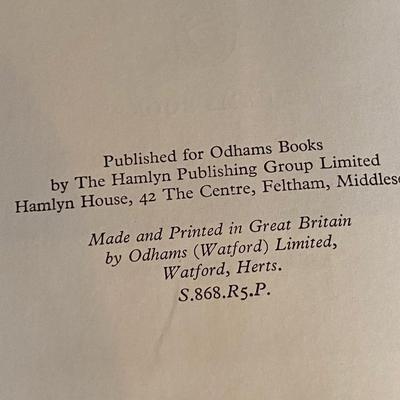 Published for Odhams Books
by The Hamlyn Publishing Group Limited
Hamlyn House, 42 The Centre, Feltham, Middlese
Made and Printed in Great Britain
by Odhams (Watford) Limited,
Watford, Herts.
S.868.R5.P.